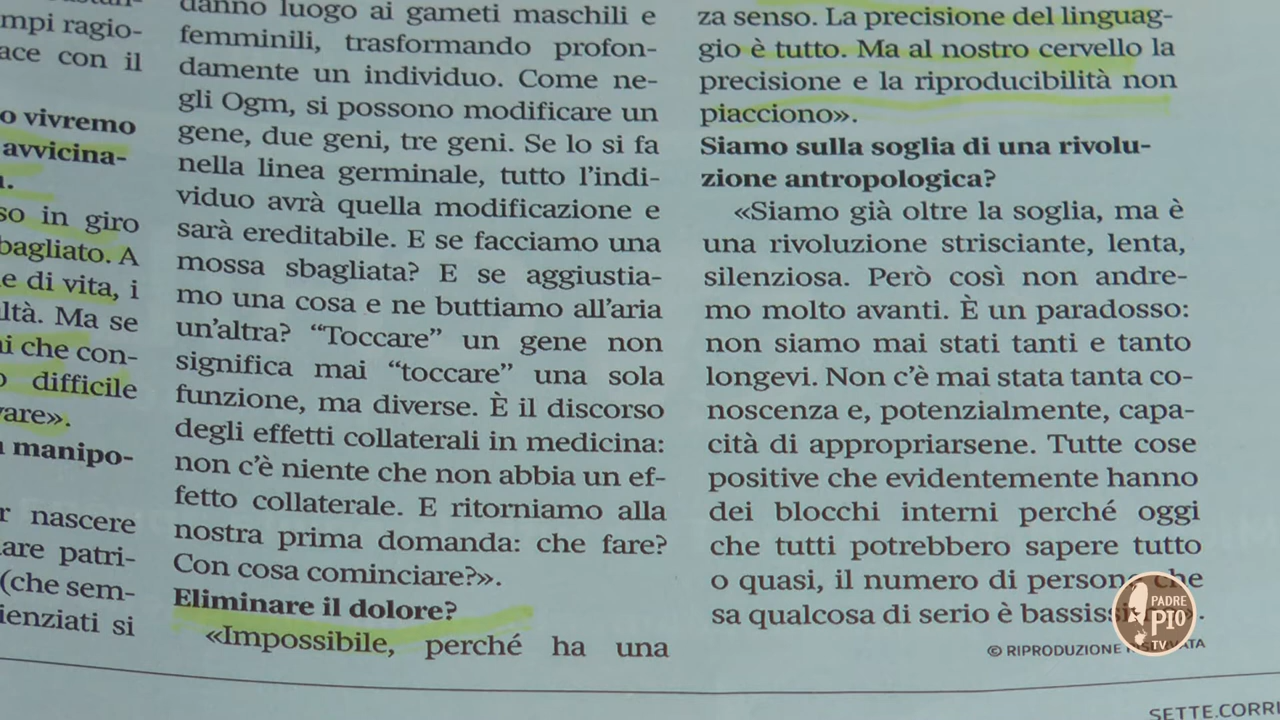 mpi ragio-
ace con il
o vivremo
avvicina-
so in giro
bagliato. A
e di vita, i
ltà. Ma se
ni che con-
o difficile
vare».
a manipo-
r nascere
are patri-
(che sem-
ienziati si
danno luogo ai gameti maschili e
femminili, trasformando profon-
damente un individuo. Come ne-
gli Ogm, si possono modificare un
gene, due geni, tre geni. Se lo si fa
nella linea germinale, tutto l'indi-
viduo avrà quella modificazione e
sarà ereditabile. E se facciamo una
mossa sbagliata? E se aggiustia-
mo una cosa e ne buttiamo all'aria
un'altra? “Toccare” un gene non
significa mai “toccare” una sola
funzione, ma diverse. È il discorso
degli effetti collaterali in medicina:
non c'è niente che non abbia un ef-
fetto collaterale. E ritorniamo alla
nostra prima domanda: che fare?
Con cosa cominciare?».
Eliminare il dolore?
«Impossibile, perché ha una
za senso. La precisione del linguag-
gio è tutto. Ma al nostro cervello la
precisione e la riproducibilità non
piacciono».
Siamo sulla soglia di una rivolu-
zione antropologica?
«Siamo già oltre la soglia, ma è
una rivoluzione strisciante, lenta,
silenziosa. Però così non andre-
mo molto avanti. È un paradosso:
non siamo mai stati tanti e tanto
longevi. Non c'è mai stata tanta co-
noscenza e, potenzialmente, capa-
cità di appropriarsene. Tutte cose
positive che evidentemente hanno
dei blocchi interni perché oggi
che tutti potrebbero sapere tutto
o quasi, il numero di persone che
sa qualcosa di serio è bassissimo».
© RIPRODUZIONE RISERVATA
SETTE.CORRI
PADRE
PIO
TV